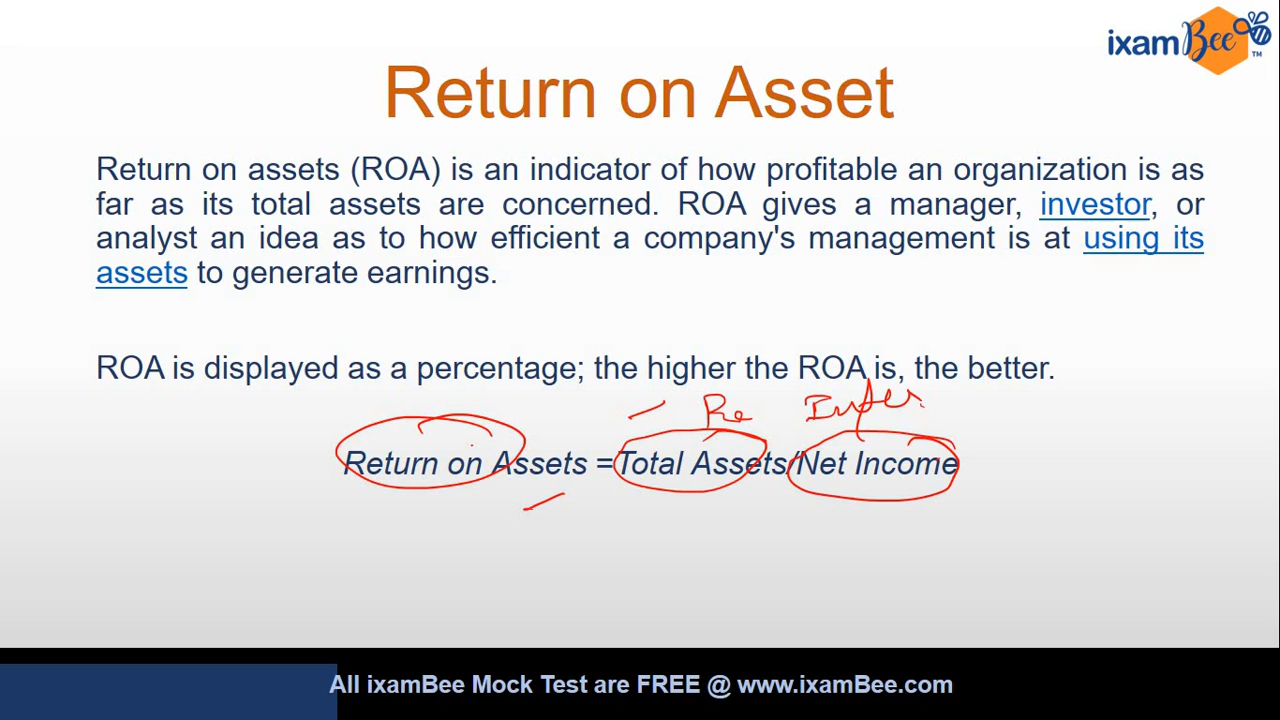 ixamBee
TM
Return on Asset
Return on assets (ROA) is an indicator of how profitable an organization is as
far as its total assets are concerned. ROA gives a manager, investor, or
analyst an idea as to how efficient a company's management is at using its
assets to generate earnings.
ROA is displayed as a percentage; the higher the ROA is, the better.
Re
Return on Assets =Total Assets/Net Income
All ixamBee Mock Test are FREE @ www.ixamBee.com